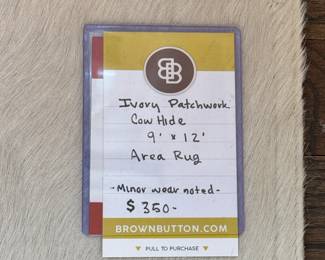 BB
Ivory Patchwork
Cow Hide
9' x 12'
Area Rug
-Minor wear noted-
$ 350-
BROWNBUTTON.COM
▼ PULL TO PURCHASE ▼